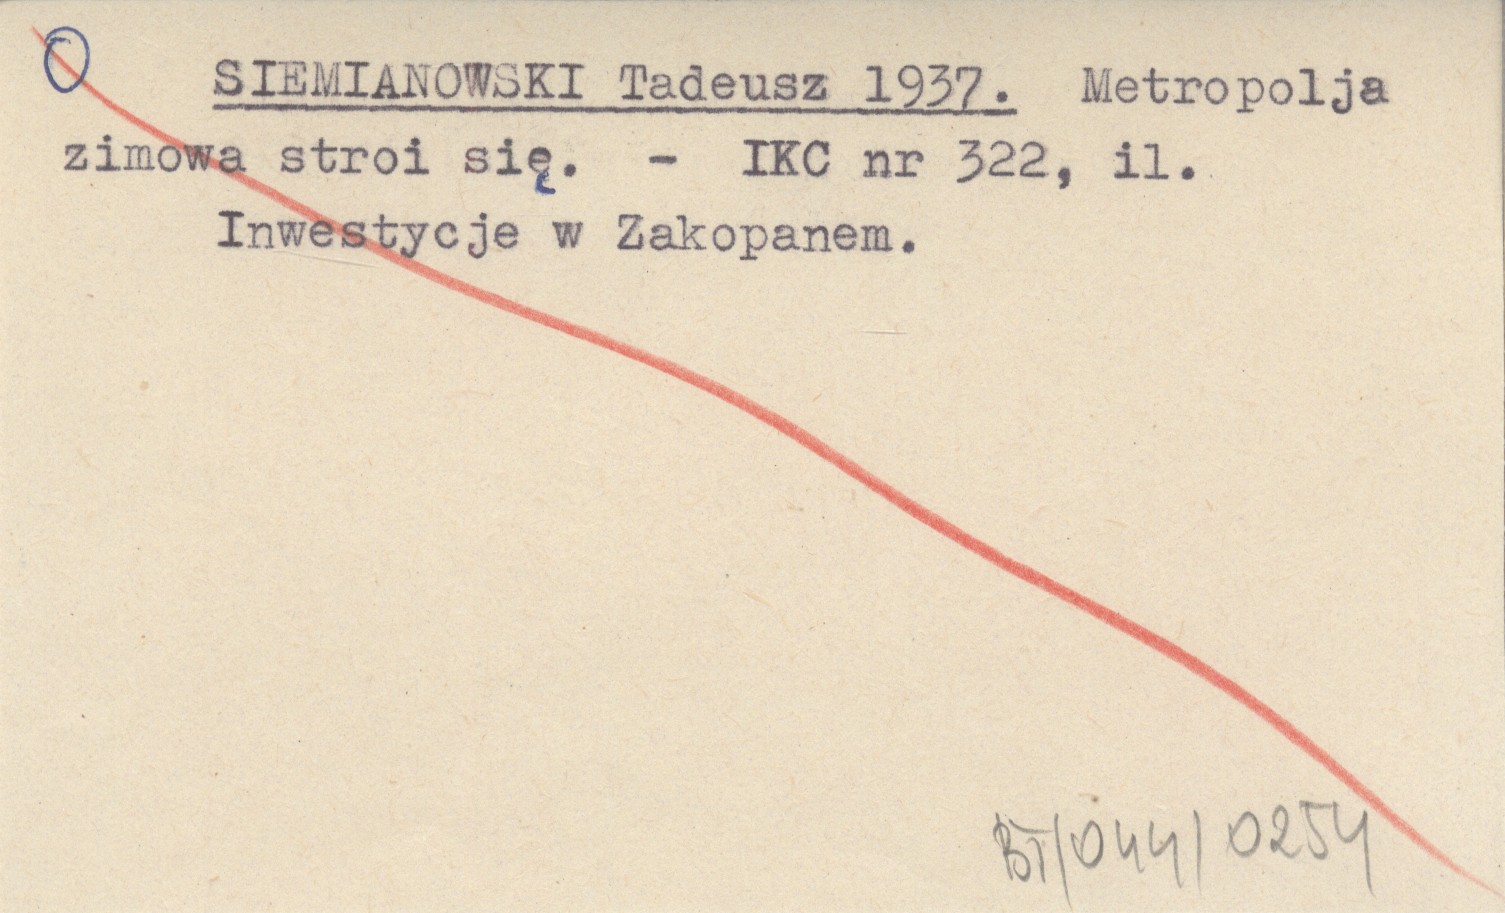 SIEMIANOWSKI Tadeusz 1937. Metropolja
zimowa stroi się. - IKC nr 322, il.
Inwestycje w Zakopanem.
BT/044/0254